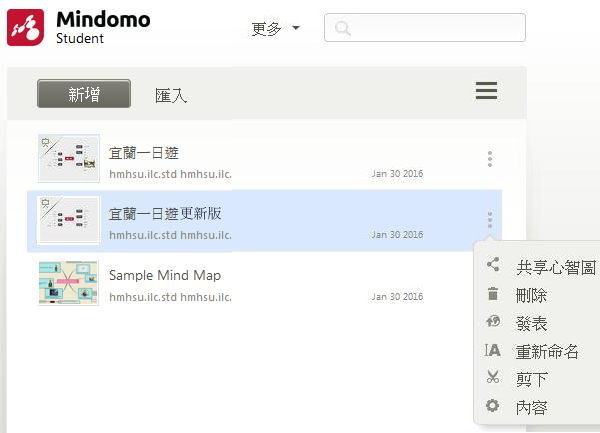 Mindomo
Student
更多
新增
匯入
宜蘭一日遊
hmhsu.ilc.std hmhsu.ilc.
Jan 30 2016
宜蘭一日遊更新版
hmhsu.ilc.std hmhsu.ilc.
Jan 30 2016
Sample Mind Map
hmhsu.ilc.std hmhsu.ilc.
Jan 30 2016
共享心智圖
刪除
發表
重新命名
剪下
內容